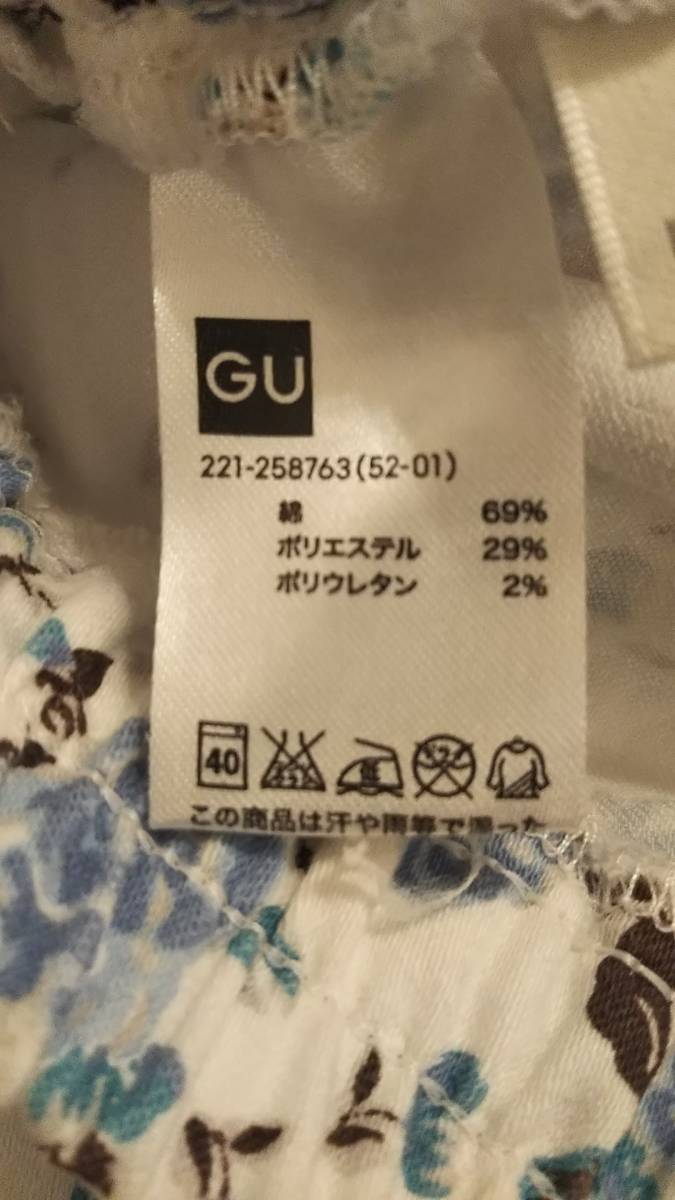 GU
221-258763(52-01)
綿 69%
ポリエステル 29%
ポリウレタン 2%
40 低
この商品は汗や雨等で湿った